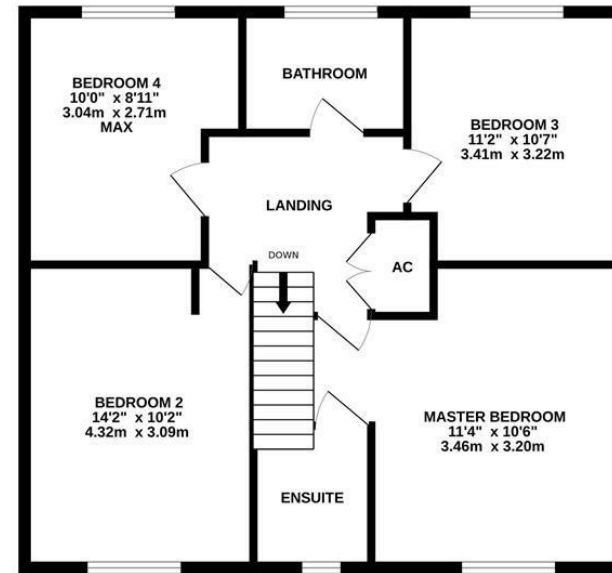 BEDROOM 4
10'0" x 8'11"
3.04m x 2.71m
MAX
BATHROOM
BEDROOM 3
11'2" x 10'7"
3.41m x 3.22m
LANDING
DOWN
AC
BEDROOM 2
14'2" x 10'2"
4.32m x 3.09m
MASTER BEDROOM
11'4" x 10'6"
3.46m x 3.20m
ENSUITE